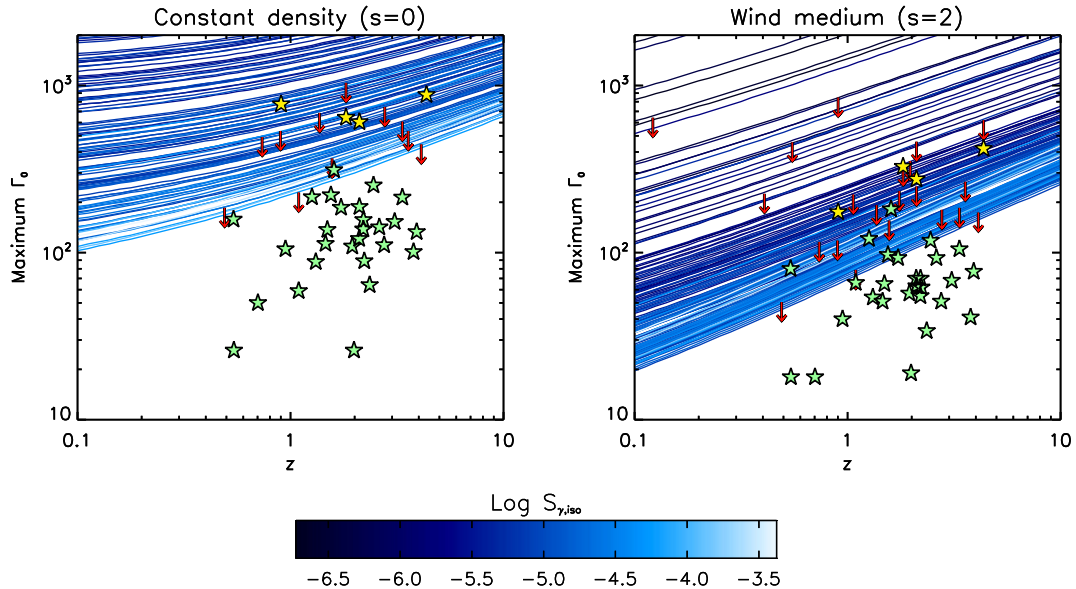 Constant density (s=0)
Maximum Γ₀
10³
10²
10
0.1
1
10
z
Wind medium (s=2)
Maximum Γ₀
10³
10²
10
0.1
1
10
z
Log Sγ,iso
−6.5 −6.0 −5.5 −5.0 −4.5 −4.0 −3.5